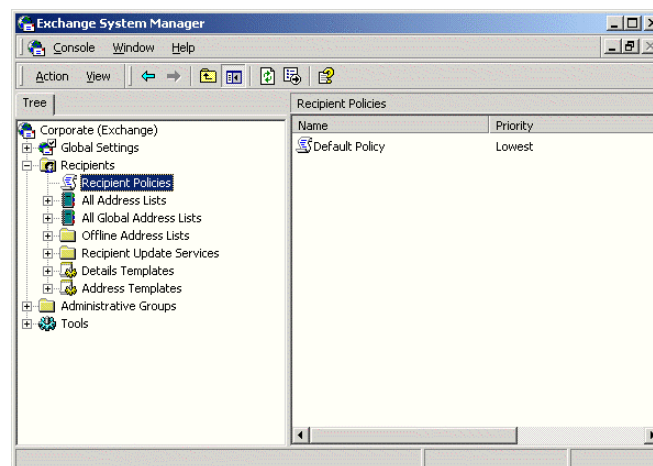 Exchange System Manager
Console Window Help
Action View
Tree
Recipient Policies
Name Priority
Corporate (Exchange)
Global Settings
Recipients
Recipient Policies
All Address Lists
All Global Address Lists
Offline Address Lists
Recipient Update Services
Details Templates
Address Templates
Administrative Groups
Tools
Default Policy Lowest